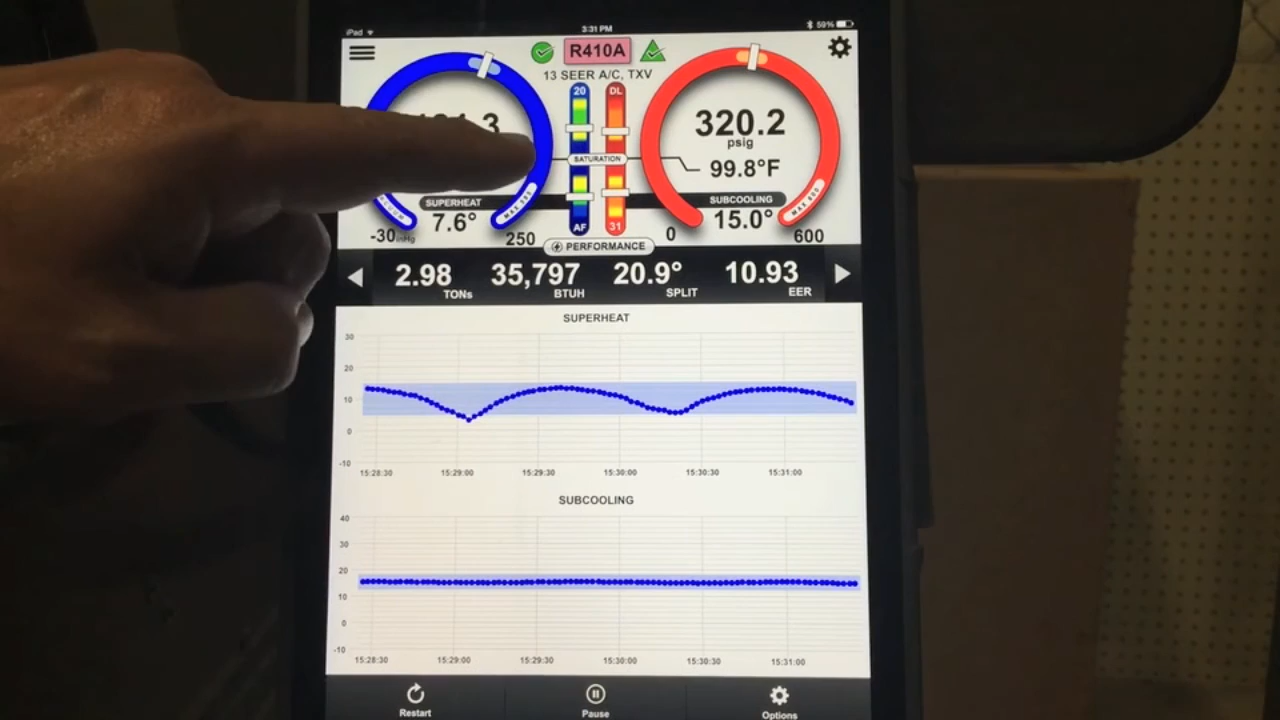 iPad 3:31 PM 59%
R410A
13 SEER A/C, TXV
20 DL
320.2
psig
SATURATION
99.8°F
SUPERHEAT
7.6°
SUBCOOLING
15.0°
AF 31
-30inHg 250 0 600
PERFORMANCE
2.98 TONs
35,797 BTUH
20.9° SPLIT
10.93 EER
SUPERHEAT
30
20
10
0
-10
15:28:30 15:29:00 15:29:30 15:30:00 15:30:30 15:31:00
SUBCOOLING
40
30
20
10
0
-10
15:28:30 15:29:00 15:29:30 15:30:00 15:30:30 15:31:00
Restart Pause Options